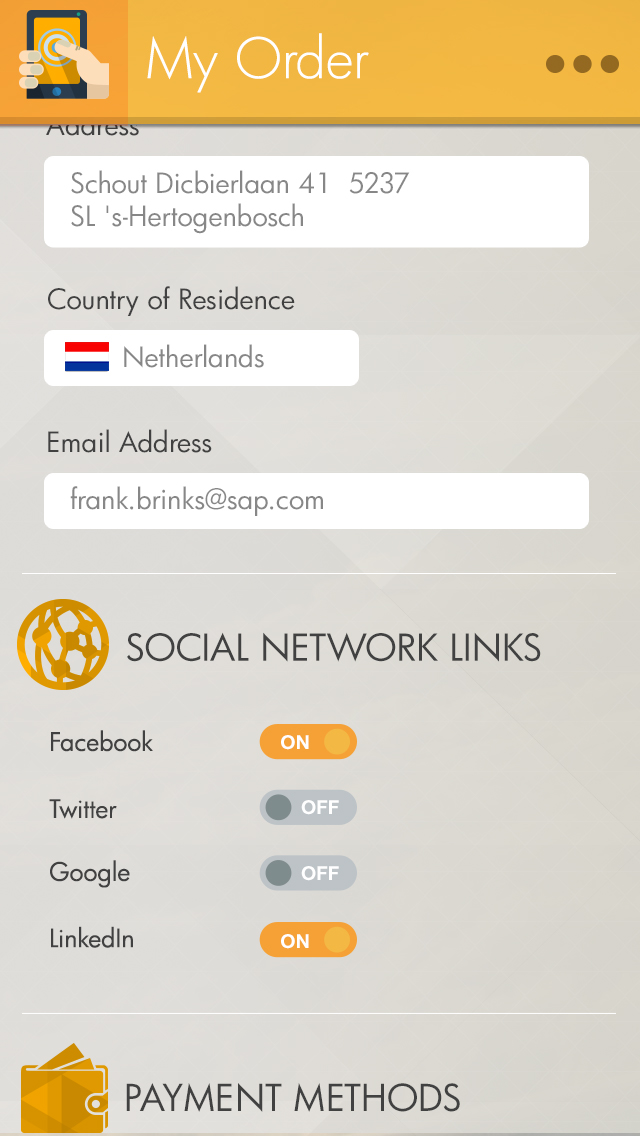 My Order
Address
Schout Dicbierlaan 41 5237
SL 's-Hertogenbosch
Country of Residence
Netherlands
Email Address
frank.brinks@sap.com
SOCIAL NETWORK LINKS
Facebook ON
Twitter OFF
Google OFF
LinkedIn ON
PAYMENT METHODS